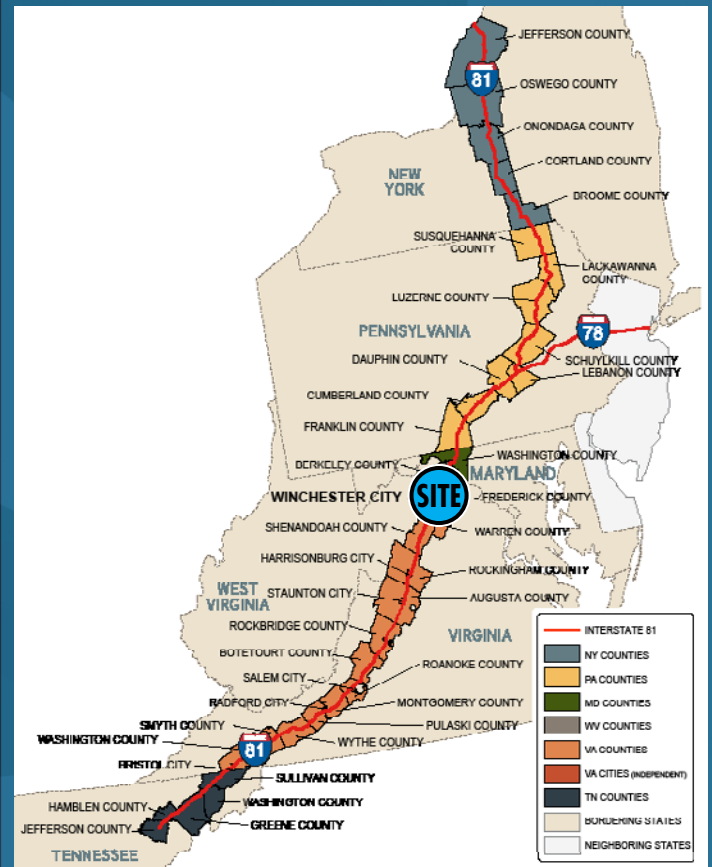 JEFFERSON COUNTY
81
OSWEGO COUNTY
ONONDAGA COUNTY
CORTLAND COUNTY
NEW
YORK
BROOME COUNTY
SUSQUEHANNA
COUNTY
LACKAWANNA
COUNTY
LUZERNE COUNTY
78
PENNSYLVANIA
DAUPHIN COUNTY
SCHUYLKILL COUNTY
LEBANON COUNTY
CUMBERLAND COUNTY
FRANKLIN COUNTY
WASHINGTON COUNTY
BERKELEY COUNTY
MARYLAND
WINCHESTER CITY
SITE
FREDERICK COUNTY
SHENANDOAH COUNTY
WARREN COUNTY
HARRISONBURG CITY
ROCKINGHAM COUNTY
WEST
VIRGINIA
STAUNTON CITY
AUGUSTA COUNTY
ROCKBRIDGE COUNTY
VIRGINIA
BOTETOURT COUNTY
ROANOKE COUNTY
SALEM CITY
RADFORD CITY
MONTGOMERY COUNTY
SMYTH COUNTY
PULASKI COUNTY
WASHINGTON COUNTY
WYTHE COUNTY
81
BRISTOL CITY
SULLIVAN COUNTY
HAMBLEN COUNTY
WASHINGTON COUNTY
JEFFERSON COUNTY
GREENE COUNTY
TENNESSEE
INTERSTATE 81
NY COUNTIES
PA COUNTIES
MD COUNTIES
WV COUNTIES
VA COUNTIES
VA CITIES (INDEPENDENT)
TN COUNTIES
BORDERING STATES
NEIGHBORING STATES